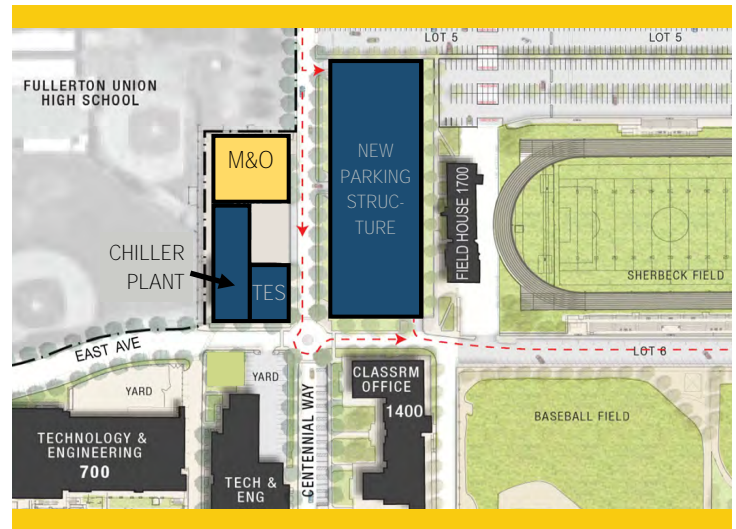 LOT 5
LOT 5
FULLERTON UNION
HIGH SCHOOL
M&O
NEW
PARKING
STRUC-
TURE
FIELD HOUSE 1700
CHILLER
PLANT
TES
SHERBECK FIELD
EAST AVE
LOT 6
YARD
YARD
CENTENNIAL WAY
CLASSRM
OFFICE
1400
BASEBALL FIELD
TECHNOLOGY &
ENGINEERING
700
TECH &
ENG